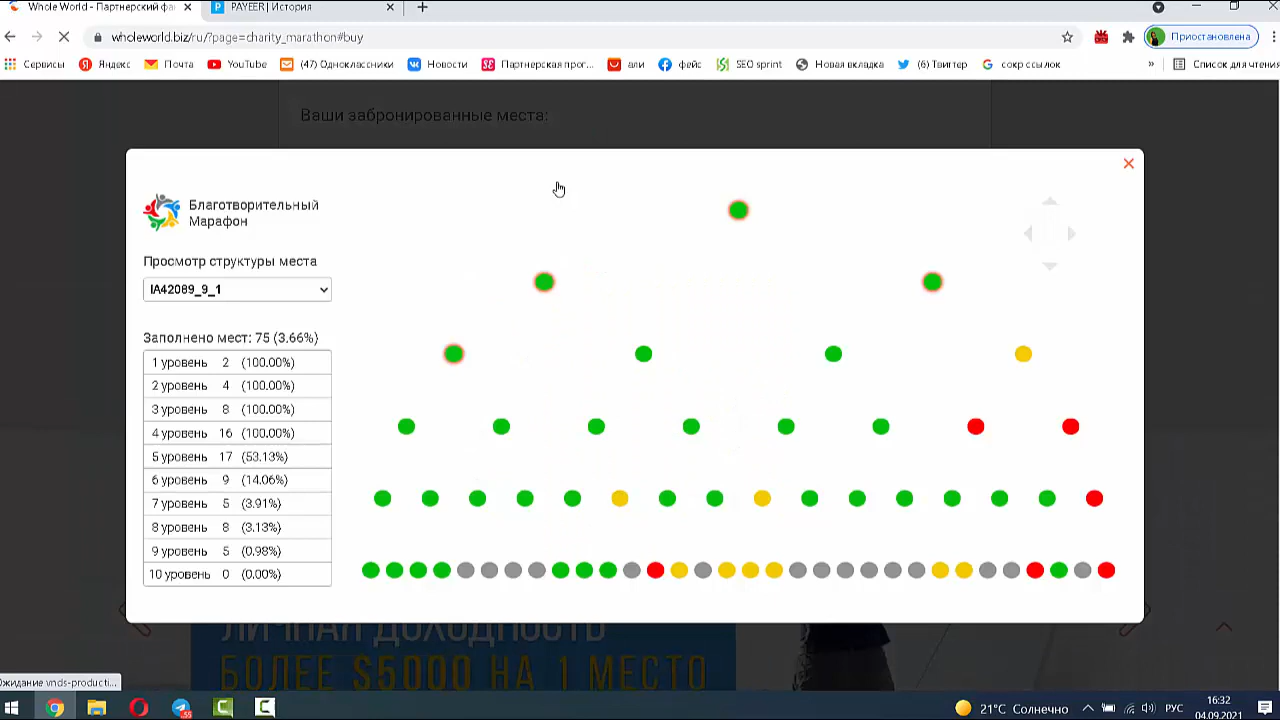 Whole World - Партнерский фа
PAYEER | История
wholeworld.biz/ru/?page=charity_marathon#buy
Приостановлена
Сервисы
Яндекс
Почта
YouTube
(47) Одноклассники
Новости
Партнерская прог...
али
фейс
SEO sprint
Новая вкладка
(6) Твиттер
сокр ссылок
»
Список для чтения
Ваши забронированные места:
Благотворительный
Марафон
Просмотр структуры места
IA42089_9_1
Заполнено мест: 75 (3.66%)
1 уровень 2 (100.00%)
2 уровень 4 (100.00%)
3 уровень 8 (100.00%)
4 уровень 16 (100.00%)
5 уровень 17 (53.13%)
6 уровень 9 (14.06%)
7 уровень 5 (3.91%)
8 уровень 8 (3.13%)
9 уровень 5 (0.98%)
10 уровень 0 (0.00%)
ЛИЧНАЯ ДОХОДНОСТЬ
БОЛЕЕ $5000 НА 1 МЕСТО
Ожидание vnds-producti...
55
21°C Солнечно
РУС
16:32
04.09.2021